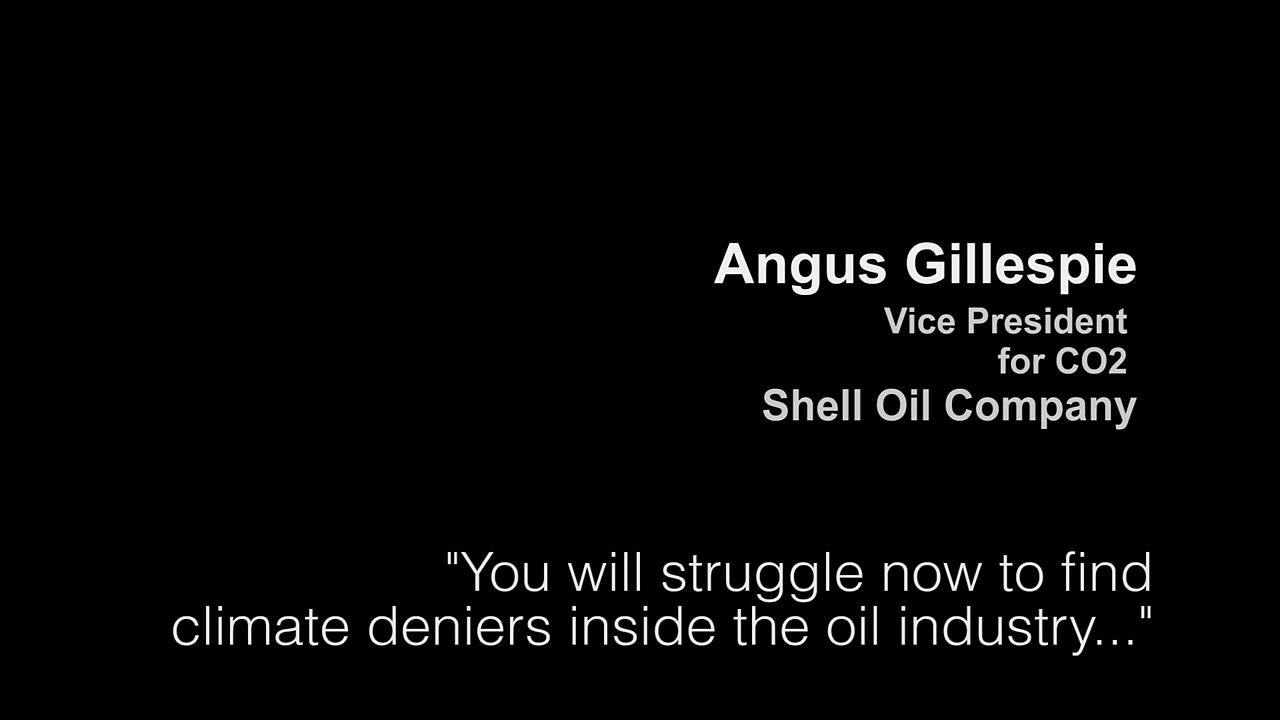 Angus Gillespie
Vice President
for CO2
Shell Oil Company
"You will struggle now to find
climate deniers inside the oil industry..."